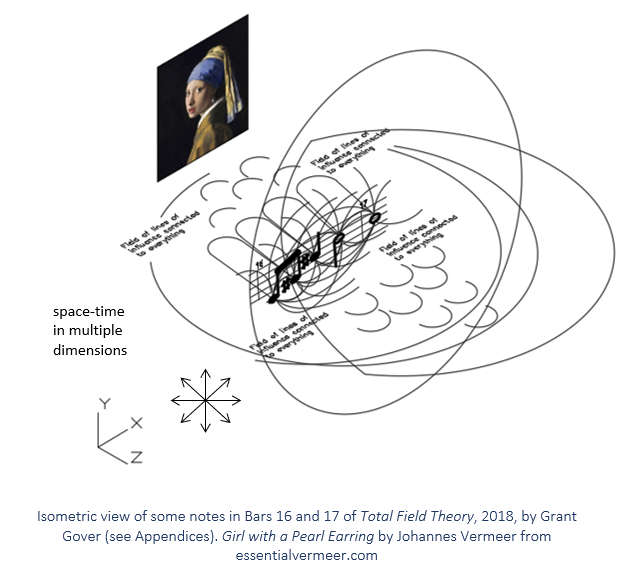 Field of lines of
influence connected
to everything
Field of lines of
influence connected
to everything
17
Field of lines of
influence connected
to everything
16
Field of lines of
influence connected
to everything
space-time
in multiple
dimensions
Y
X
Z
Isometric view of some notes in Bars 16 and 17 of Total Field Theory, 2018, by Grant
Gover (see Appendices). Girl with a Pearl Earring by Johannes Vermeer from
essentialvermeer.com